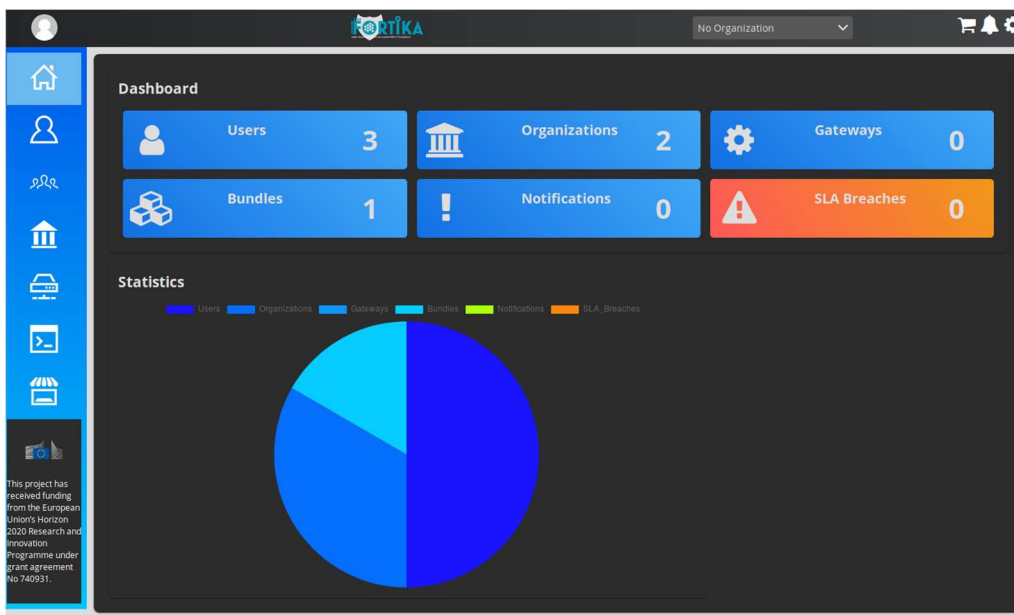 FORTIKA
No Organization
Dashboard
Users 3
Organizations 2
Gateways 0
Bundles 1
Notifications 0
SLA Breaches 0
Statistics
Users Organizations Gateways Bundles Notifications SLA_Breaches
This project has
received funding
from the European
Union's Horizon
2020 Research and
Innovation
Programme under
grant agreement
No 740931.